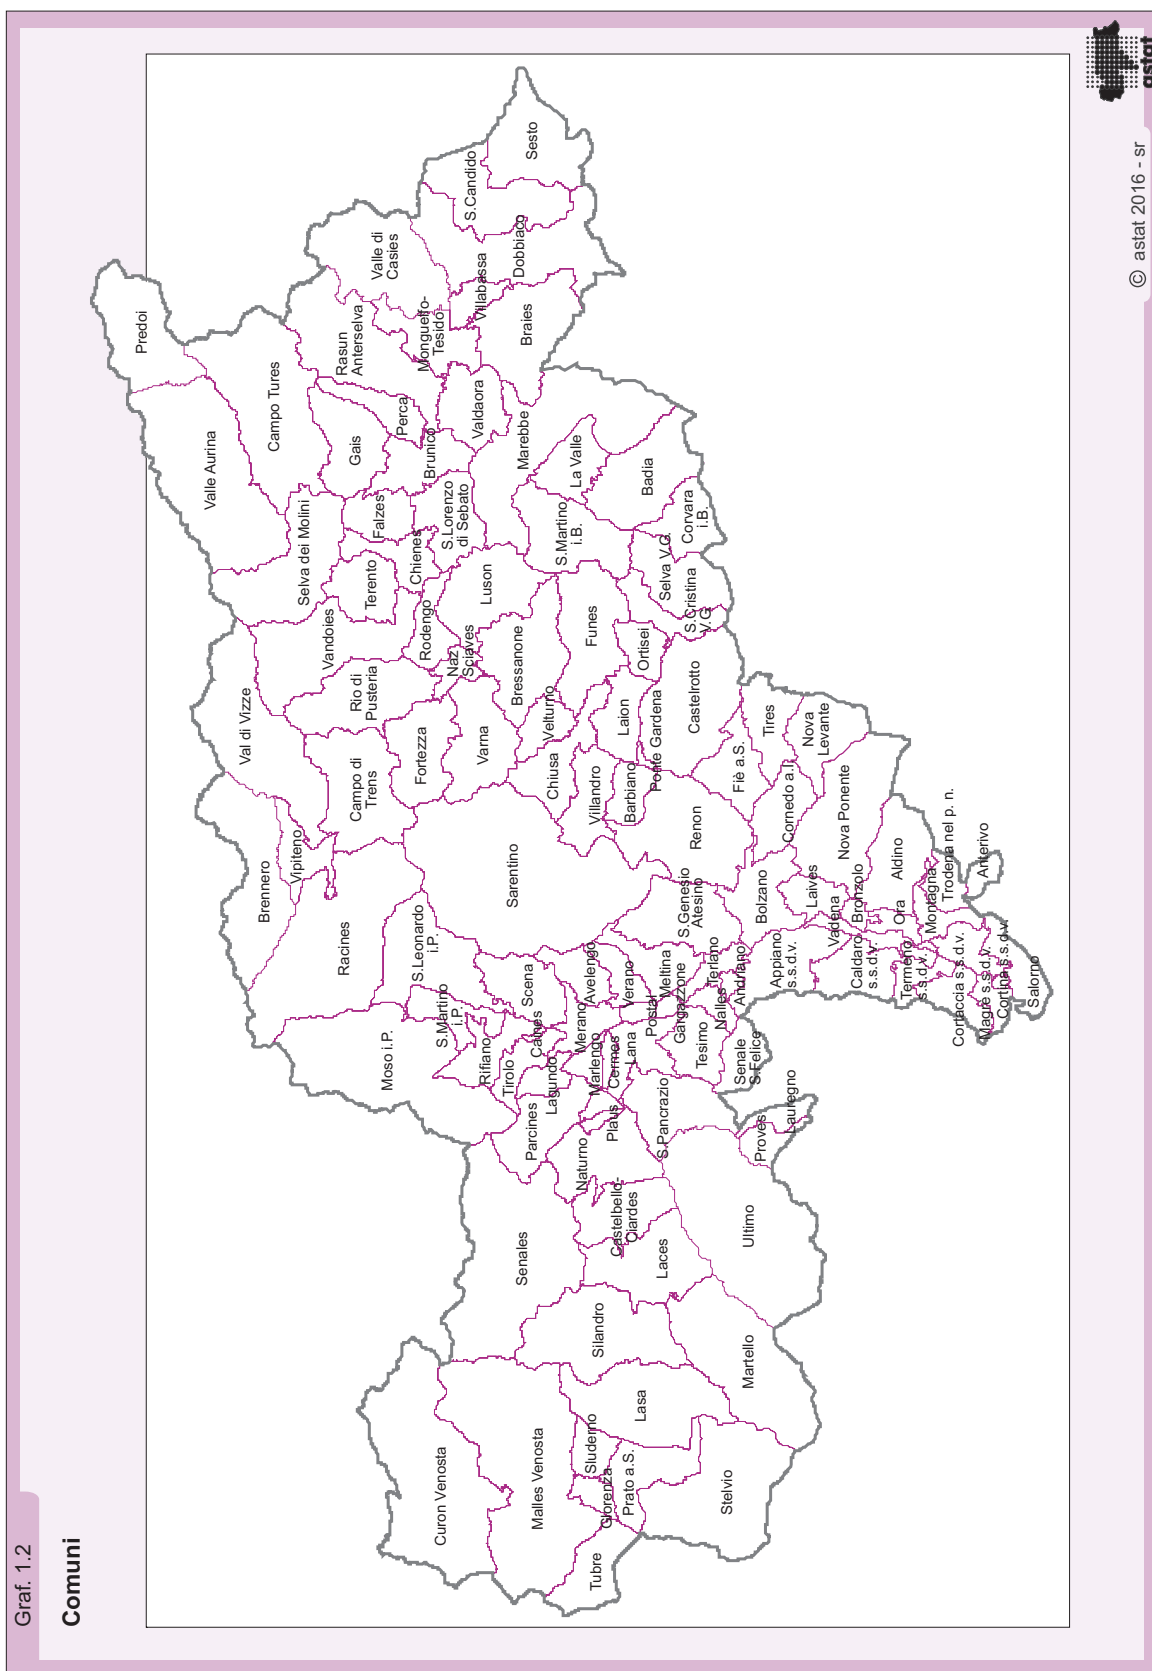 Graf. 1.2
Comuni
Predoi
Valle Aurina
Campo Tures
Valle di
Casies
Rasun
Anterselva
Monguelfo-
Tesido
Villabassa
S.Candido
Sesto
Dobbiaco
Braies
Selva dei Molini
Gais
Perca
Valdaora
Brunico
Falzes
Chienes
S.Lorenzo
di Sebato
Marebbe
La Valle
Badia
S.Martino
i.B.
Corvara
i.B.
Selva V.G.
S.Cristina
V.G.
Terento
Vandoies
Rodengo
Luson
Naz
Sciaves
Bressanone
Funes
Ortisei
Val di Vizze
Rio di
Pusteria
Fortezza
Varna
Velturno
Laion
Ponte Gardena
Castelrotto
Campo di
Trens
Chiusa
Villandro
Barbiano
Renon
Fiè a.S.
Tires
Nova
Levante
Cornedo a.I.
Nova Ponente
Brennero
Vipiteno
Racines
Sarentino
S.Leonardo
i.P.
S.Martino
i.P.
Moso i.P.
Rifiano
Tirolo
Caines
Scena
Lagundo
Parcines
Merano
Avelengo
Marlengo
Cermes
Verano
Lana
Postal
Meltina
Gargazzone
S.Genesio
Atesino
Terlano
Andriano
Nalles
Tesimo
Bolzano
Laives
Bronzolo
Vadena
Appiano
s.s.d.v.
Caldaro
s.s.d.v.
Aldino
Ora
Montagna
Trodena nel p. n.
Anterivo
Termeno
s.s.d.v.
Cortaccia s.s.d.v.
Magrè s.s.d.v.
Cortina s.s.d.v.
Salorno
Senale
S.Felice
Lauregno
Proves
S.Pancrazio
Plaus
Naturno
Castelbello-
Ciardes
Ultimo
Senales
Laces
Silandro
Martello
Lasa
Curon Venosta
Malles Venosta
Sluderno
Glorenza
Prato a.S.
Stelvio
Tubre
© astat 2016 - sr
astat